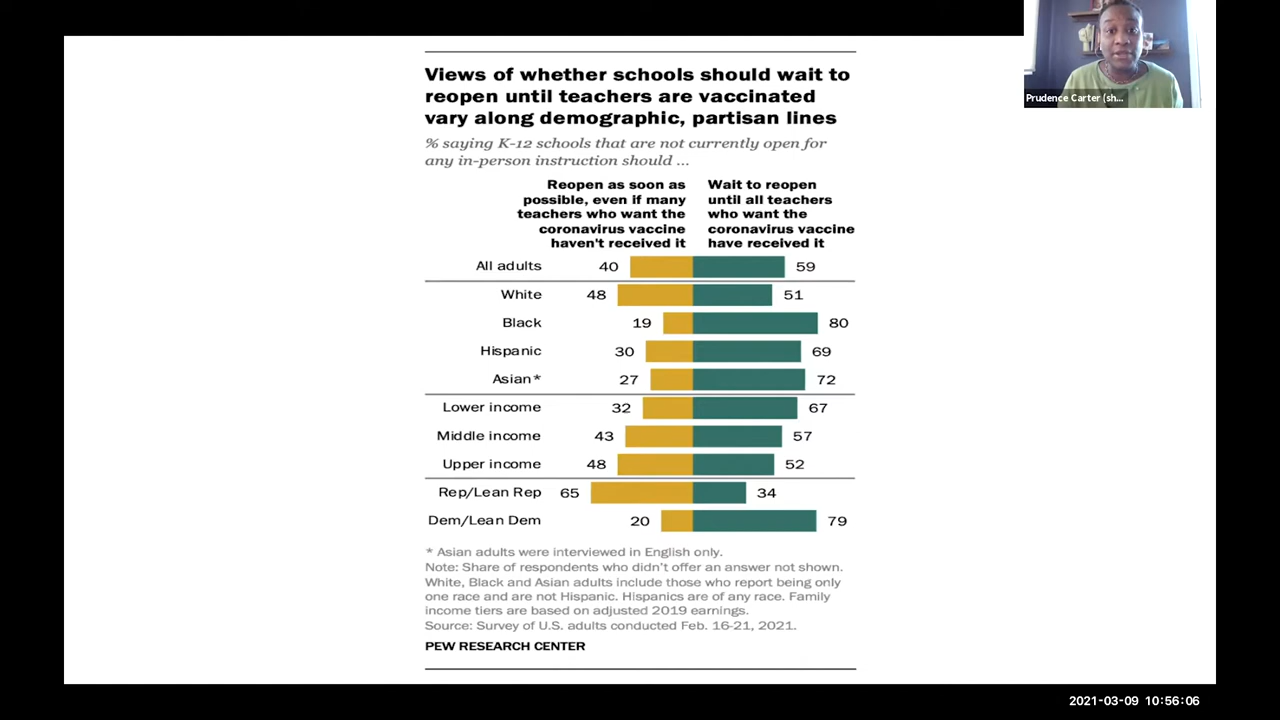 Prudence Carter (sh...
Views of whether schools should wait to
reopen until teachers are vaccinated
vary along demographic, partisan lines
% saying K-12 schools that are not currently open for
any in-person instruction should ...
Reopen as soon as
possible, even if many
teachers who want the
coronavirus vaccine
haven't received it
Wait to reopen
until all teachers
who want the
coronavirus vaccine
have received it
All adults 40 59
White 48 51
Black 19 80
Hispanic 30 69
Asian* 27 72
Lower income 32 67
Middle income 43 57
Upper income 48 52
Rep/Lean Rep 65 34
Dem/Lean Dem 20 79
* Asian adults were interviewed in English only.
Note: Share of respondents who didn't offer an answer not shown.
White, Black and Asian adults include those who report being only
one race and are not Hispanic. Hispanics are of any race. Family
income tiers are based on adjusted 2019 earnings.
Source: Survey of U.S. adults conducted Feb. 16-21, 2021.
PEW RESEARCH CENTER
2021-03-09 10:56:06